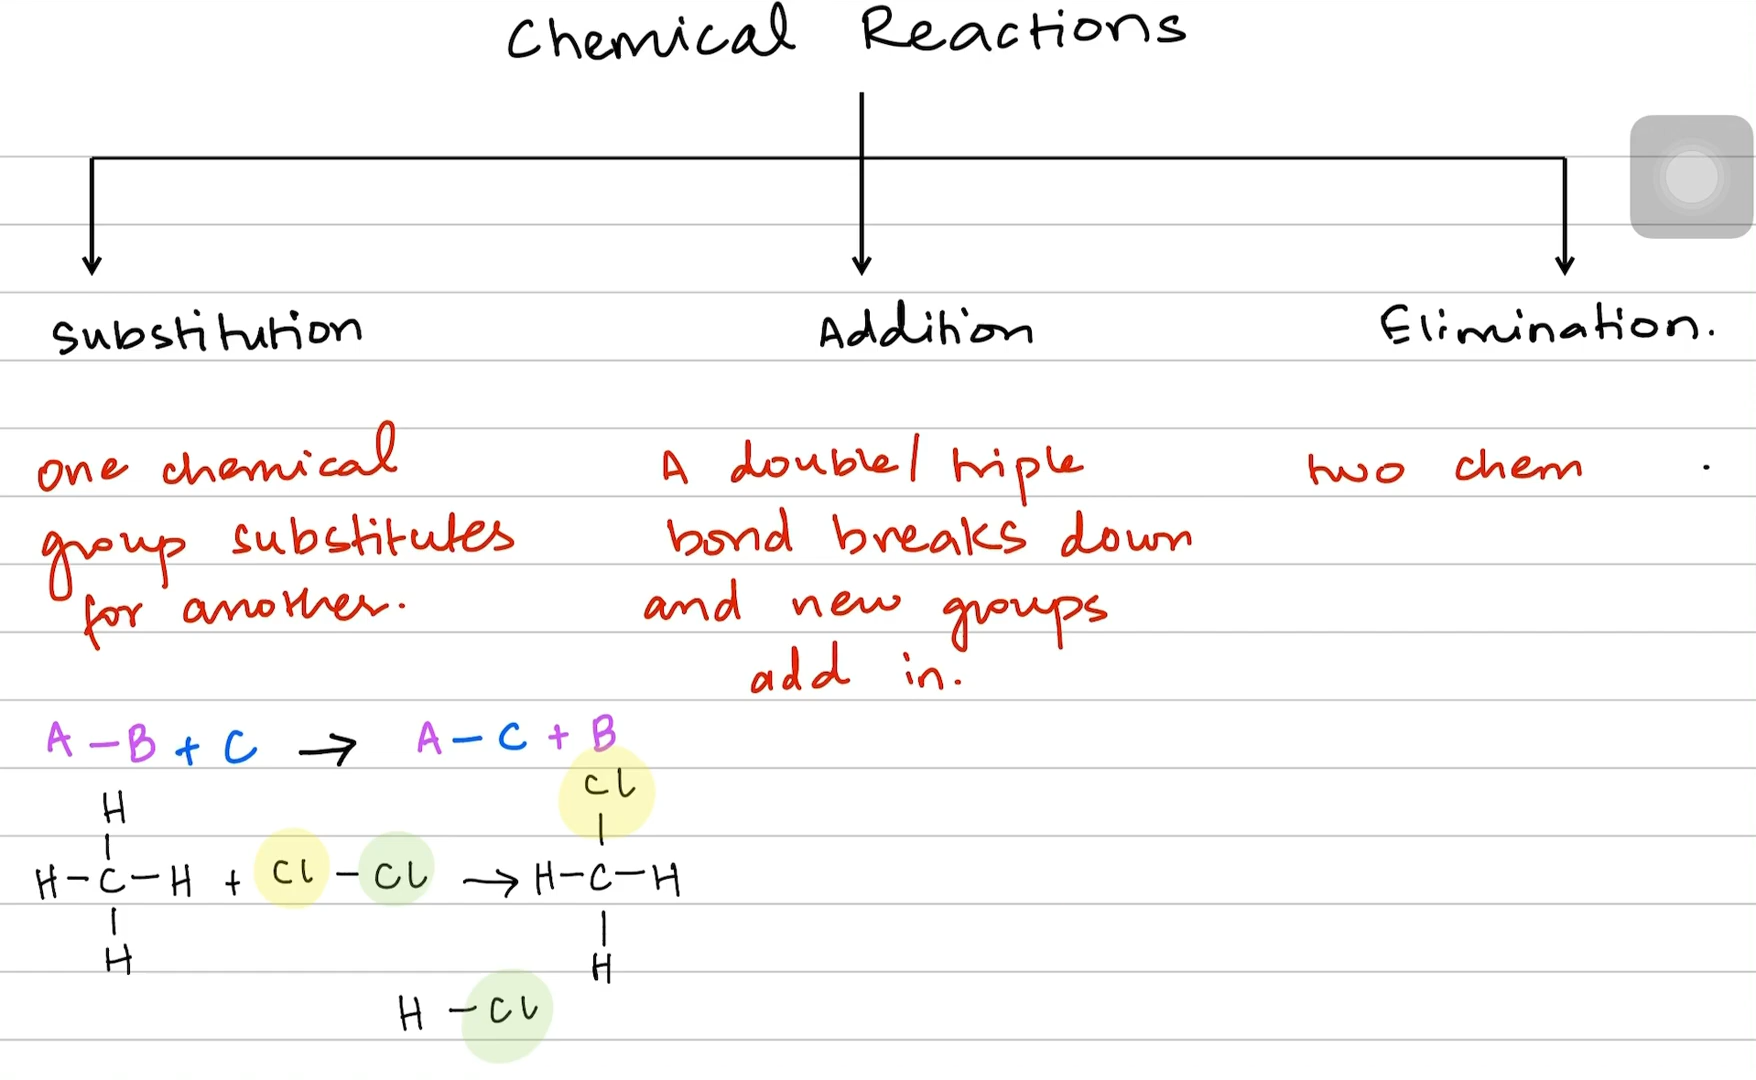 Chemical Reactions
Substitution
Addition
Elimination.
one chemical
group substitutes
for another.
A double/triple
bond breaks down
and new groups
add in.
two chem
A-B + C → A-C + B
H
Cl
H-C-H + Cl-Cl → H-C-H
H
H
H-Cl